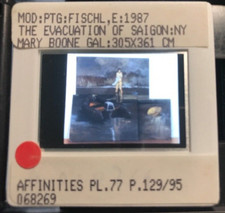 MOD:PTG:FISCHL,E:1987
THE EVACUATION OF SAIGON:NY
MARY BOONE GAL:305X361 CM
AFFINITIES PL.77 P.129/95
068269